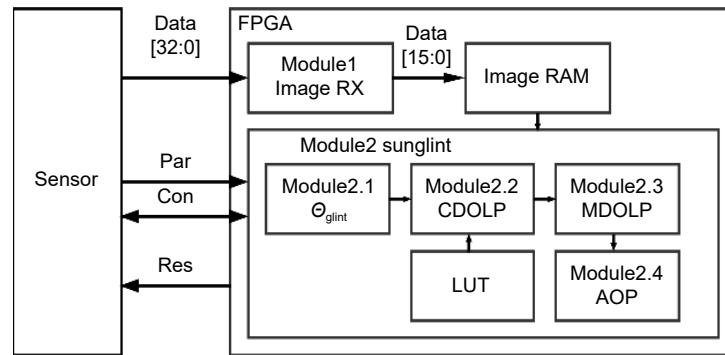 Sensor
Data
[32:0]
Par
Con
Res
FPGA
Module1
Image RX
Data
[15:0]
Image RAM
Module2 sunglint
Module2.1
Θglint
Module2.2
CDOLP
Module2.3
MDOLP
LUT
Module2.4
AOP